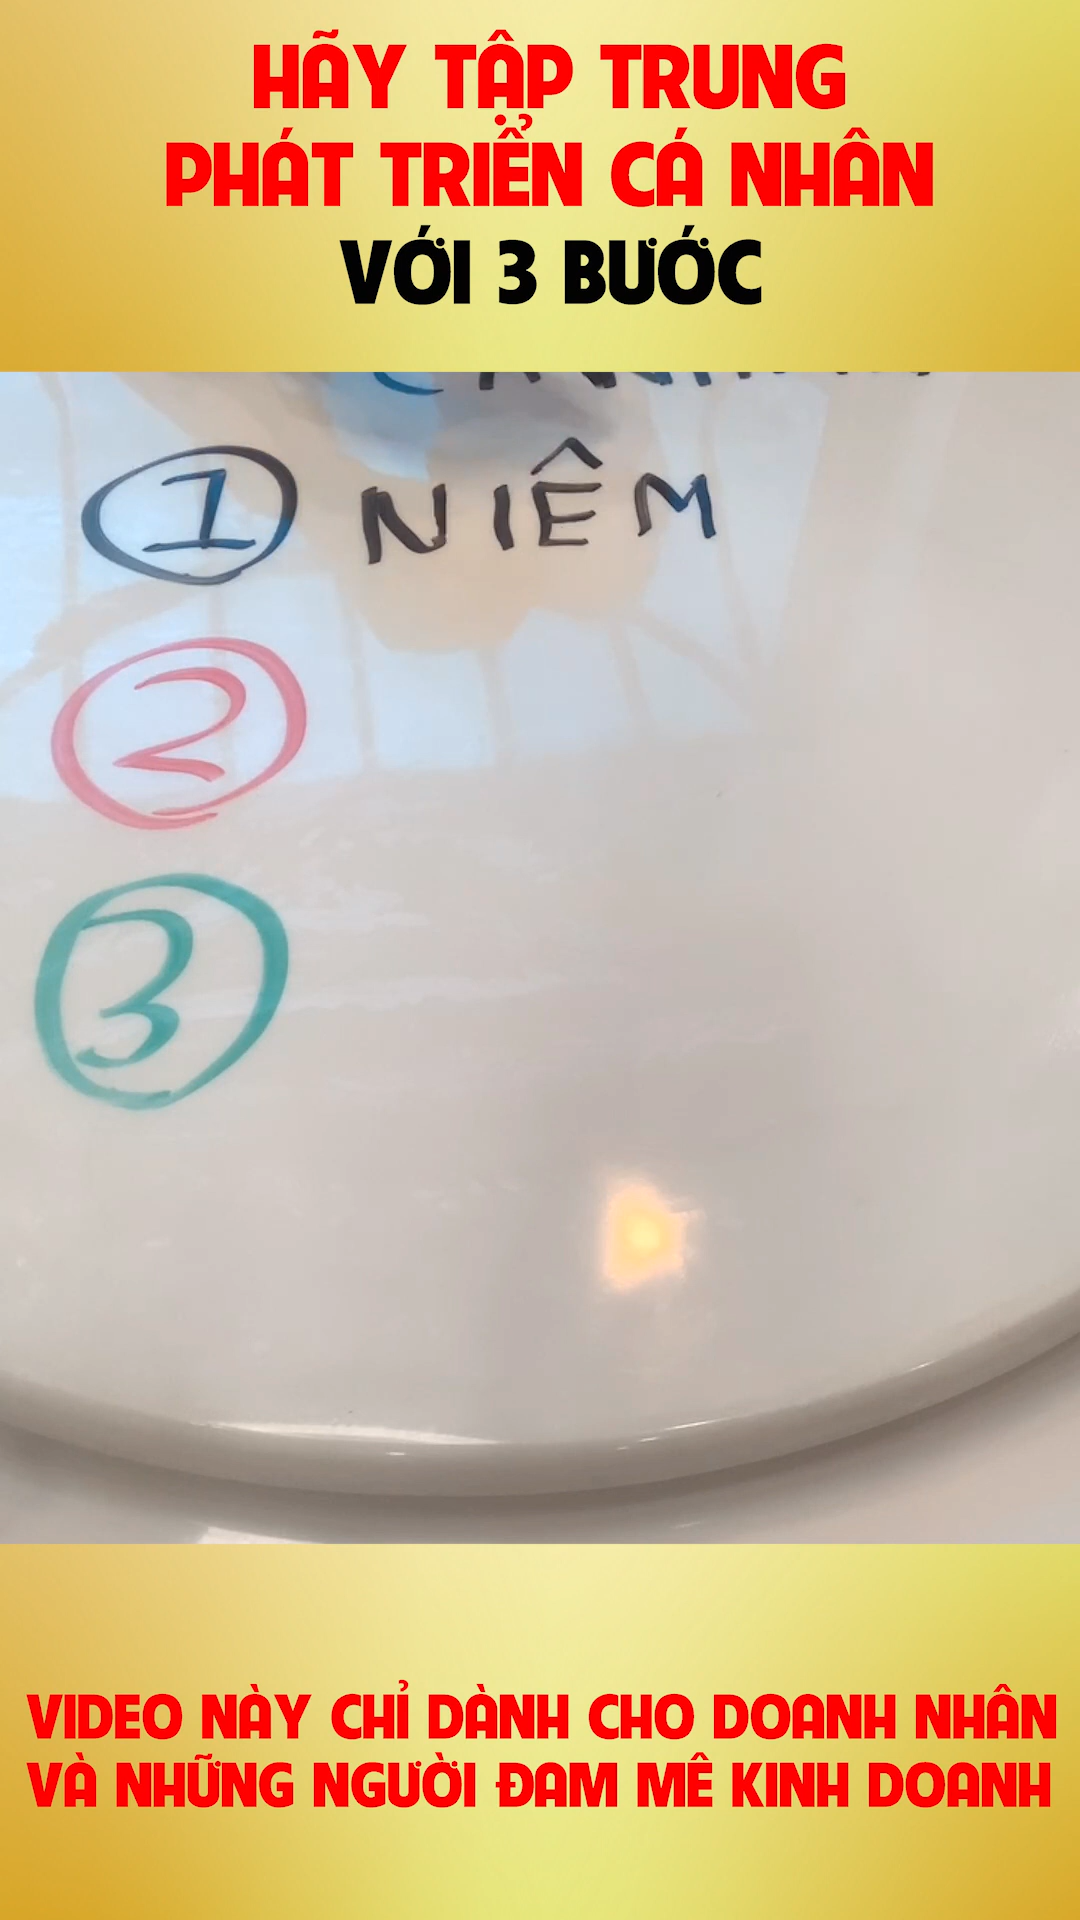 HÃY TẬP TRUNG
PHÁT TRIỂN CÁ NHÂN
VỚI 3 BƯỚC
1 NIÊM
2
3
VIDEO NÀY CHỈ DÀNH CHO DOANH NHÂN
VÀ NHỮNG NGƯỜI ĐAM MÊ KINH DOANH